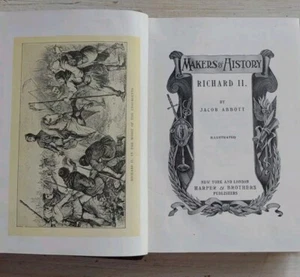 MAKERS OF HISTORY
RICHARD II.
BY
JACOB ABBOTT
ILLUSTRATED
NEW YORK AND LONDON
HARPER & BROTHERS
PUBLISHERS